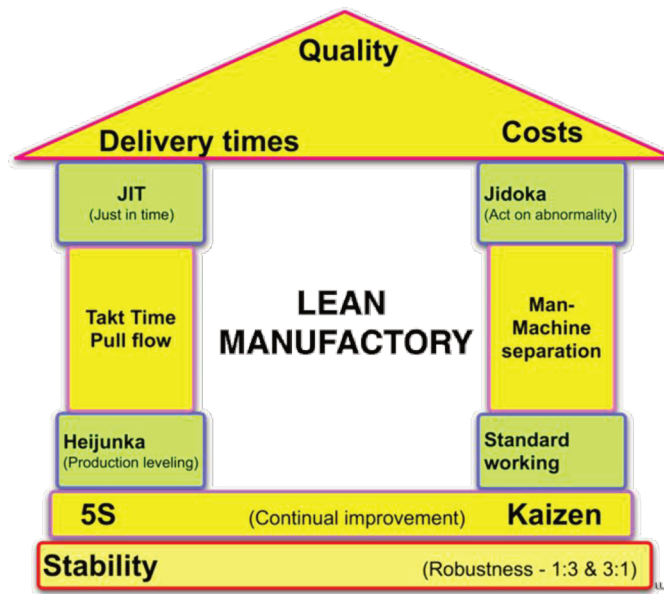 Quality
Delivery times
Costs
JIT
(Just in time)
Jidoka
(Act on abnormality)
Takt Time
Pull flow
LEAN
MANUFACTORY
Man-
Machine
separation
Heijunka
(Production leveling)
Standard
working
5S (Continual improvement) Kaizen
Stability (Robustness - 1:3 & 3:1)